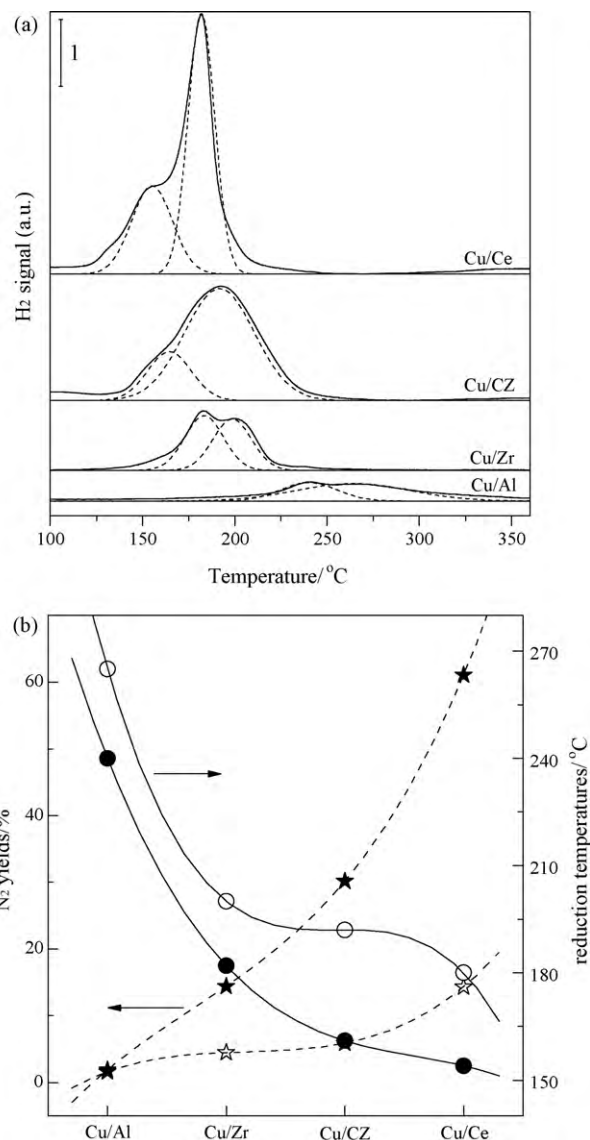 (a)
1
Cu/Ce
Cu/CZ
Cu/Zr
Cu/Al
H2 signal (a.u.)
100 150 200 250 300 350
Temperature/ °C
(b)
60
40
20
0
N2 yields/%
270
240
210
180
150
reduction temperatures/ °C
Cu/Al Cu/Zr Cu/CZ Cu/Ce